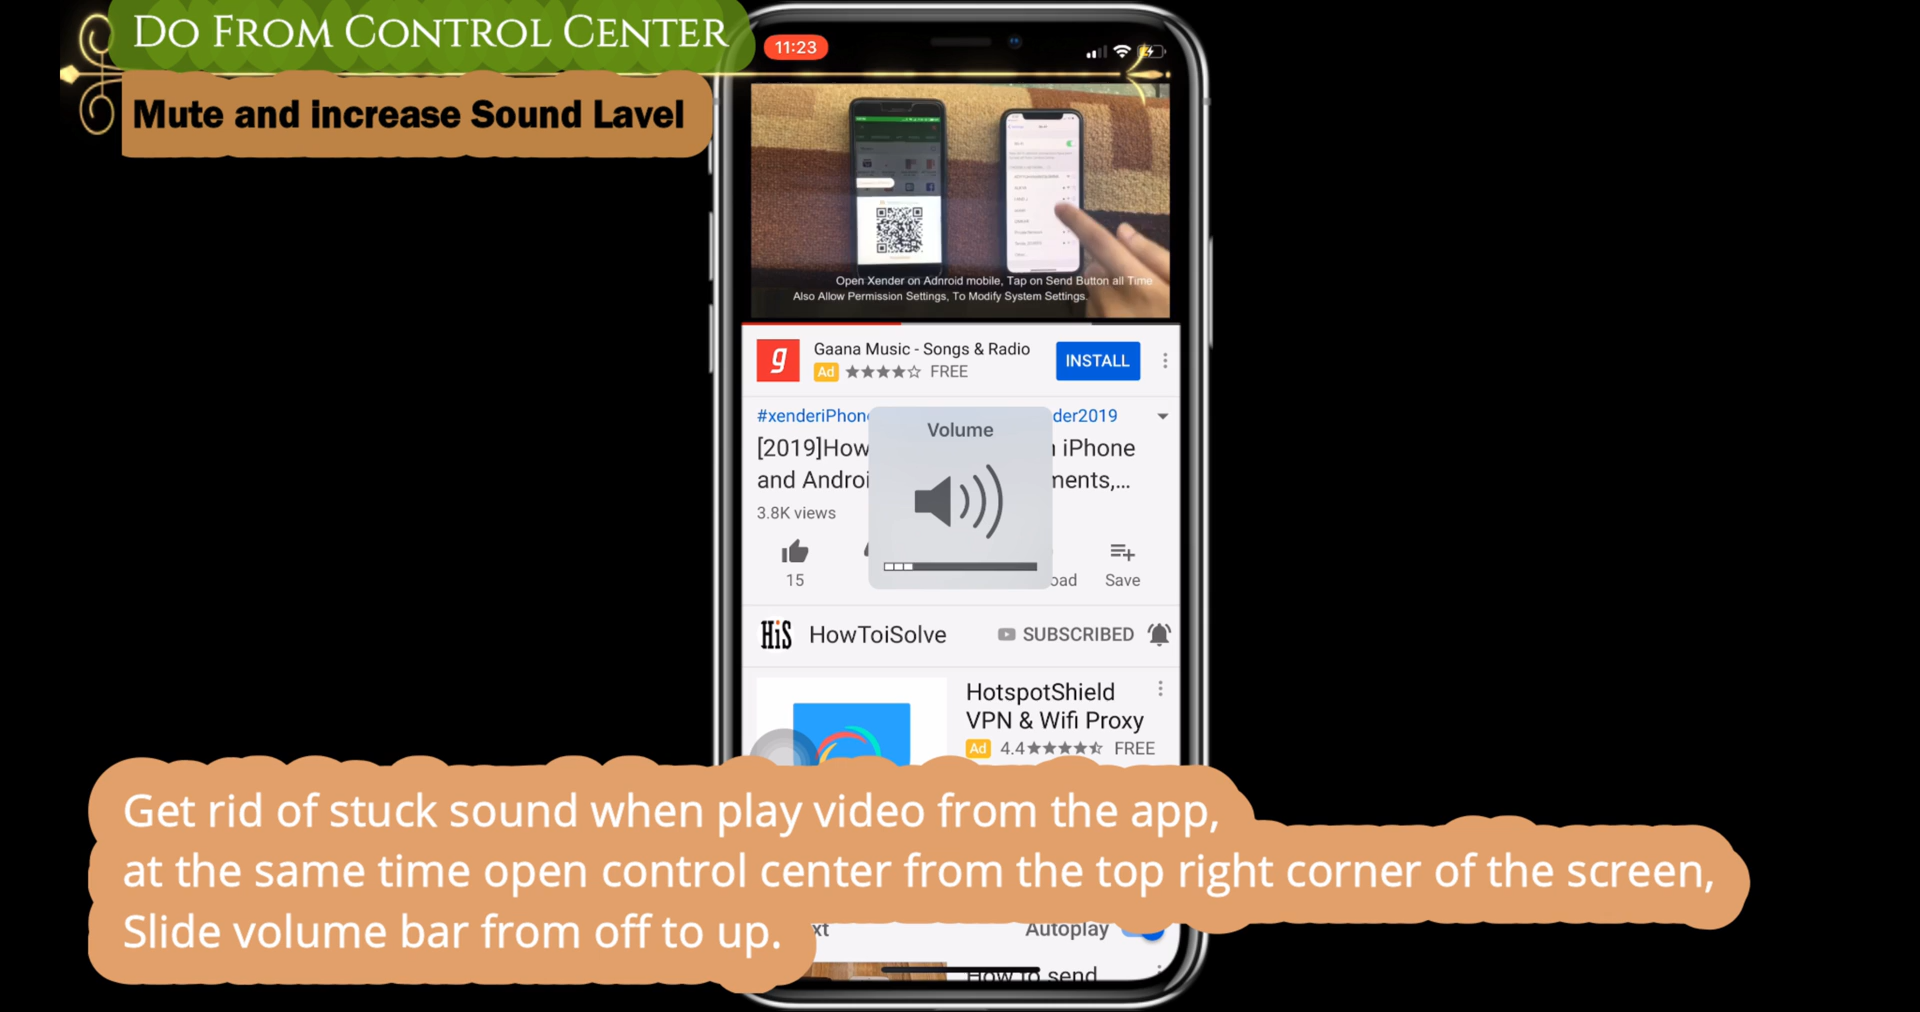 Do From Control Center
Mute and increase Sound Lavel
11:23
Open Xender on Adnroid mobile, Tap on Send Button all Time
Also Allow Permission Settings, To Modify System Settings.
g
Gaana Music - Songs & Radio
INSTALL
Ad FREE
#xenderiPhon der2019
Volume
[2019]How iPhone
and Androi ments,...
3.8K views
15
oad
Save
HiS HowToiSolve SUBSCRIBED
HotspotShield
VPN & Wifi Proxy
Ad 4.4 FREE
Get rid of stuck sound when play video from the app,
at the same time open control center from the top right corner of the screen,
Slide volume bar from off to up.
xt Autoplay
How to send